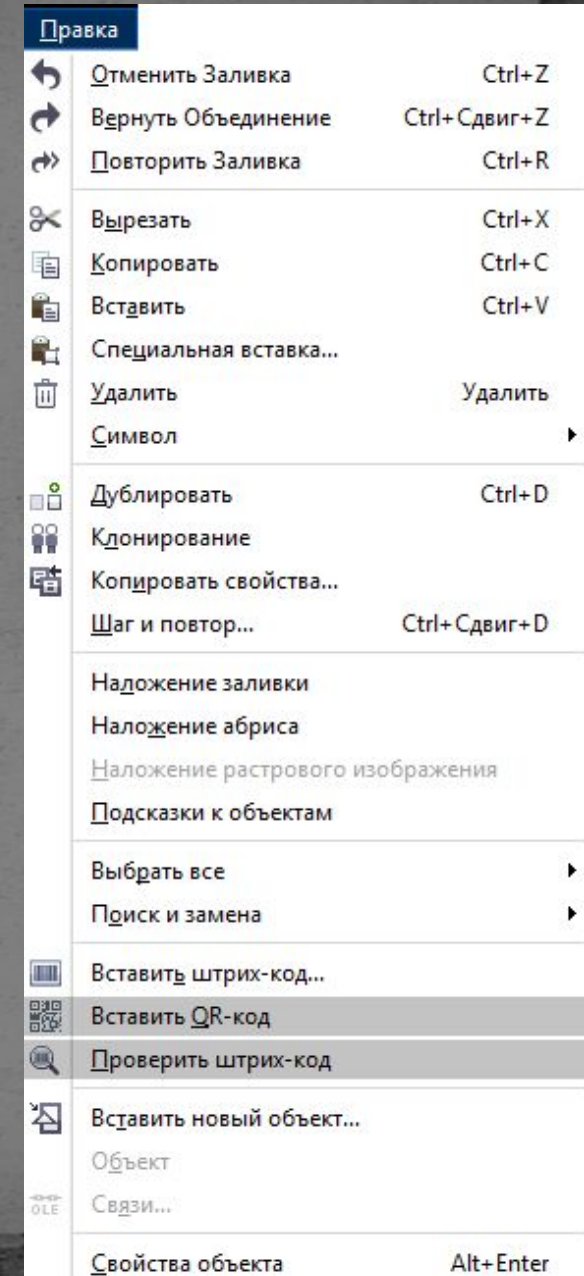 Правка
Отменить Заливка Ctrl+Z
Вернуть Объединение Ctrl+Сдвиг+Z
Повторить Заливка Ctrl+R
Вырезать Ctrl+X
Копировать Ctrl+C
Вставить Ctrl+V
Специальная вставка...
Удалить Удалить
Символ
Дублировать Ctrl+D
Клонирование
Копировать свойства...
Шаг и повтор... Ctrl+Сдвиг+D
Наложение заливки
Наложение абриса
Наложение растрового изображения
Подсказки к объектам
Выбрать все
Поиск и замена
Вставить штрих-код...
Вставить QR-код
Проверить штрих-код
Вставить новый объект...
Объект
OLE Связи...
Свойства объекта Alt+Enter